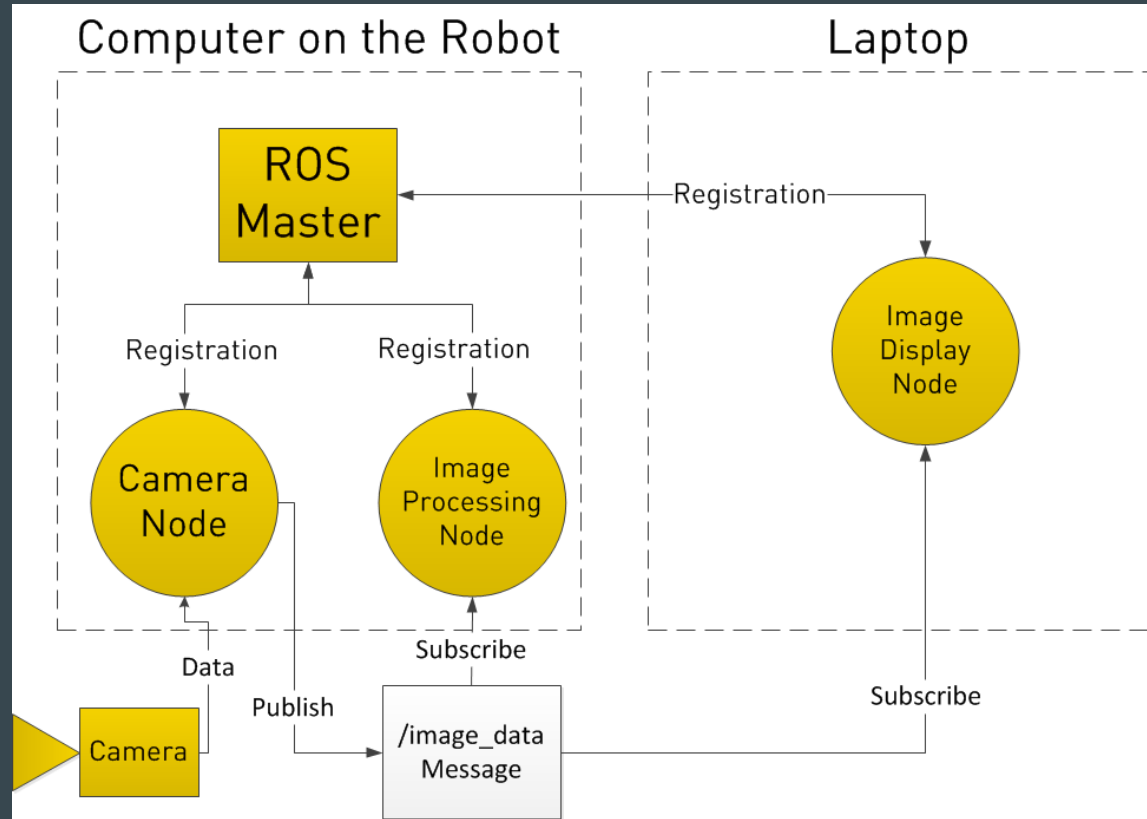 Computer on the Robot
Laptop
ROS
Master
Registration
Registration
Registration
Image
Display
Node
Camera
Node
Image
Processing
Node
Data
Publish
Subscribe
Subscribe
Camera
/image_data
Message